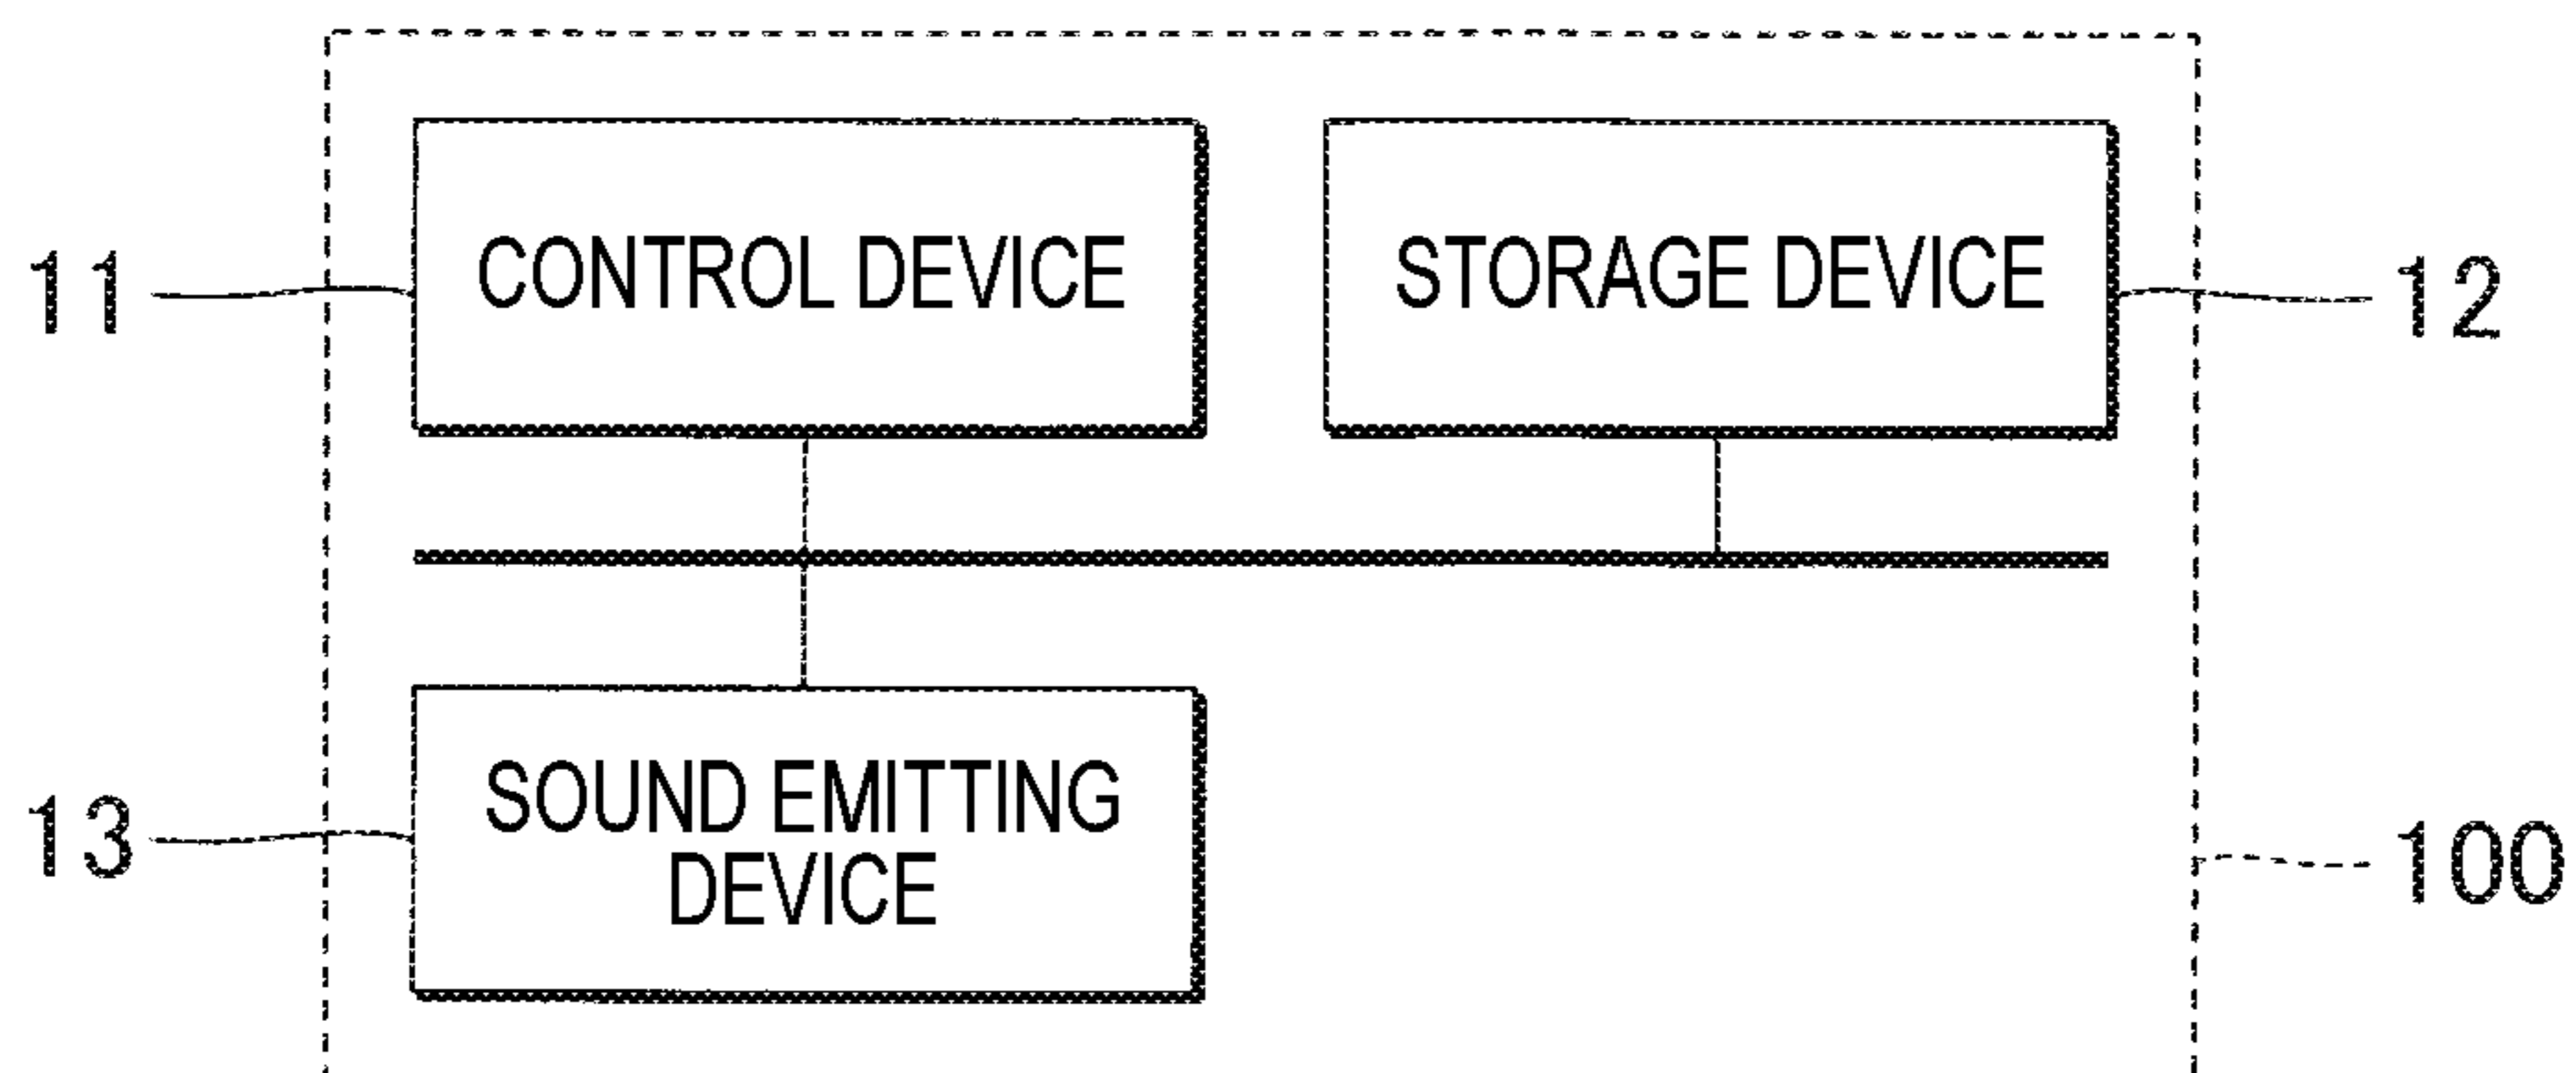 11
CONTROL DEVICE
STORAGE DEVICE
12
13
SOUND EMITTING
DEVICE
100